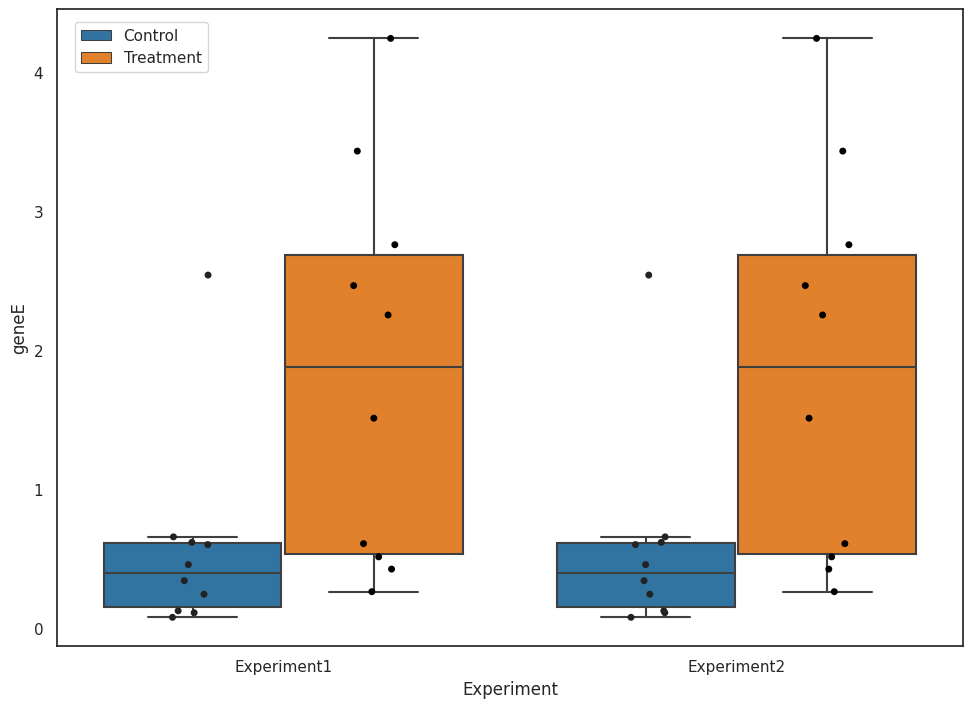 Control
Treatment
4
3
2
1
0
geneE
Experiment1
Experiment2
Experiment